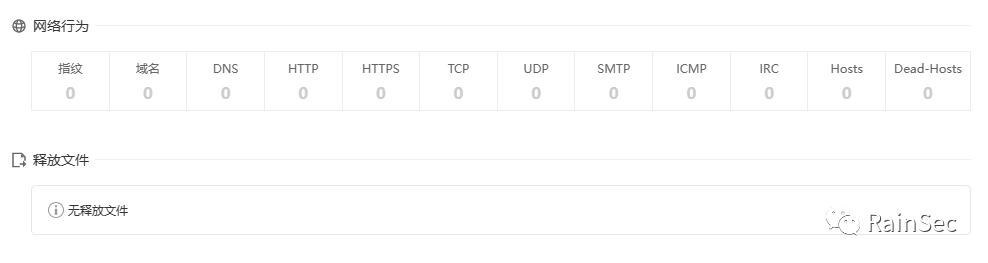 网络行为
指纹 域名 DNS HTTP HTTPS TCP UDP SMTP ICMP IRC Hosts Dead-Hosts
0 0 0 0 0 0 0 0 0 0 0 0
释放文件
无释放文件
RainSec